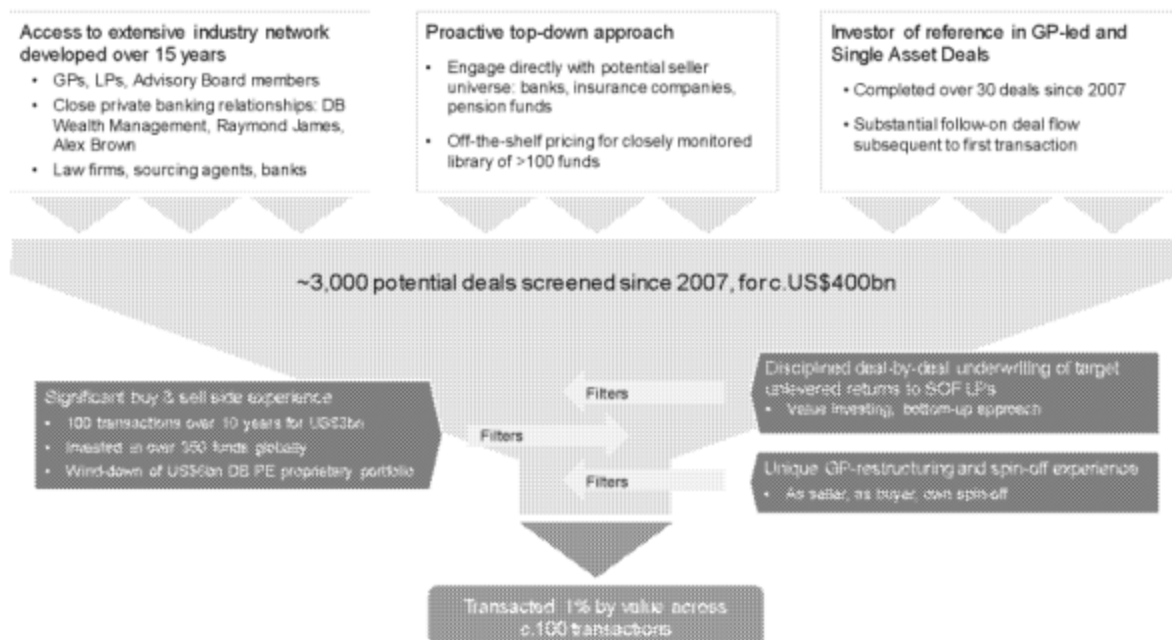 Access to extensive industry network
developed over 15 years
• GPs, LPs, Advisory Board members
• Close private banking relationships: DB
Wealth Management, Raymond James,
Alex Brown
• Law firms, sourcing agents, banks
Proactive top-down approach
• Engage directly with potential seller
universe: banks, insurance companies,
pension funds
• Off-the-shelf pricing for closely monitored
library of >100 funds
Investor of reference in GP-led and
Single Asset Deals
• Completed over 30 deals since 2007
• Substantial follow-on deal flow
subsequent to first transaction
~3,000 potential deals screened since 2007, for c.US$400bn
Significant buy & sell side experience
• 100 transactions over 10 years for US$3bn
• Invested in over 350 funds globally
• Wind-down of US$6bn DB PE proprietary portfolio
Filters
Filters
Filters
Disciplined deal-by-deal underwriting of target
unlevered returns to SOF LPs
• Value investing, bottom-up approach
Unique GP-restructuring and spin-off experience
• As seller, as buyer, own spin-off
Transacted 1% by value across
c.100 transactions